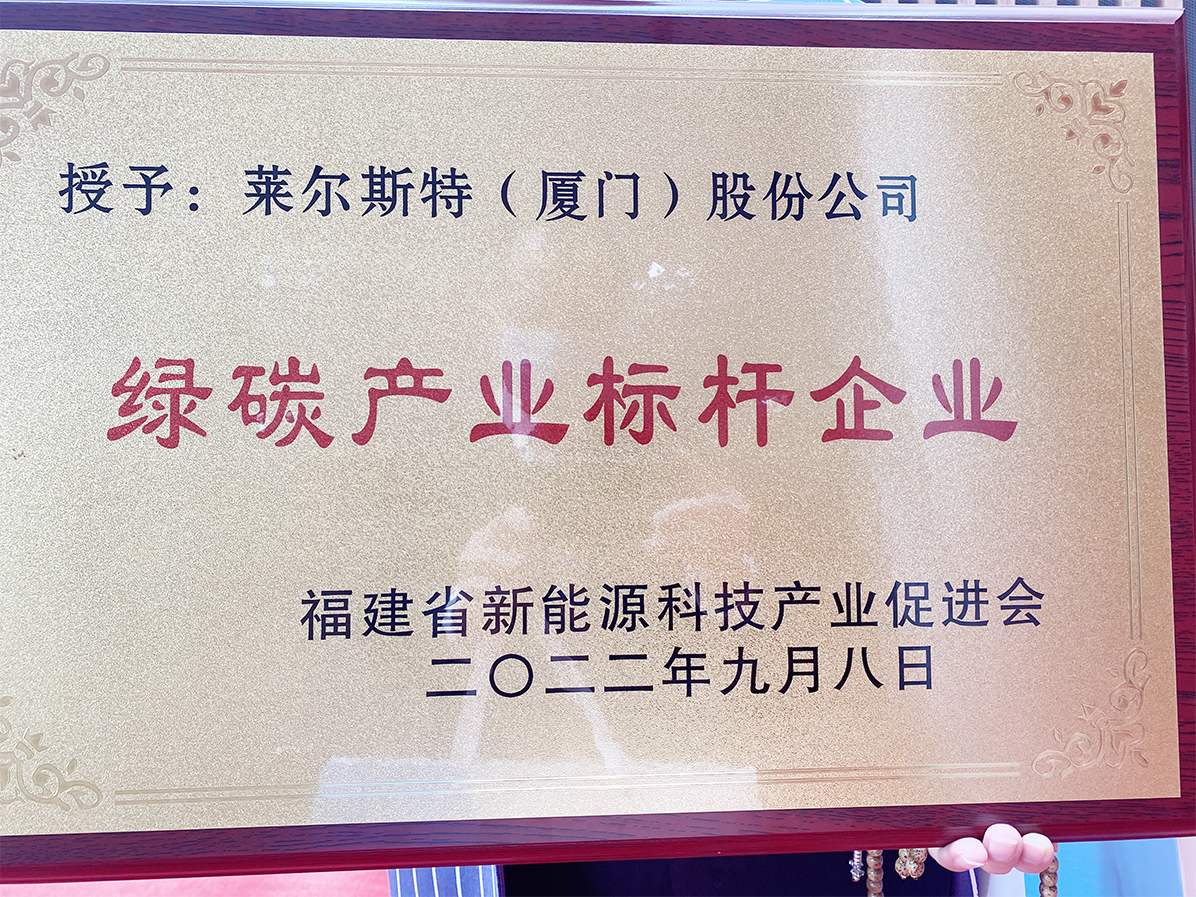 授予：莱尔斯特（厦门）股份公司
绿碳产业标杆企业
福建省新能源科技产业促进会
二〇二二年九月八日